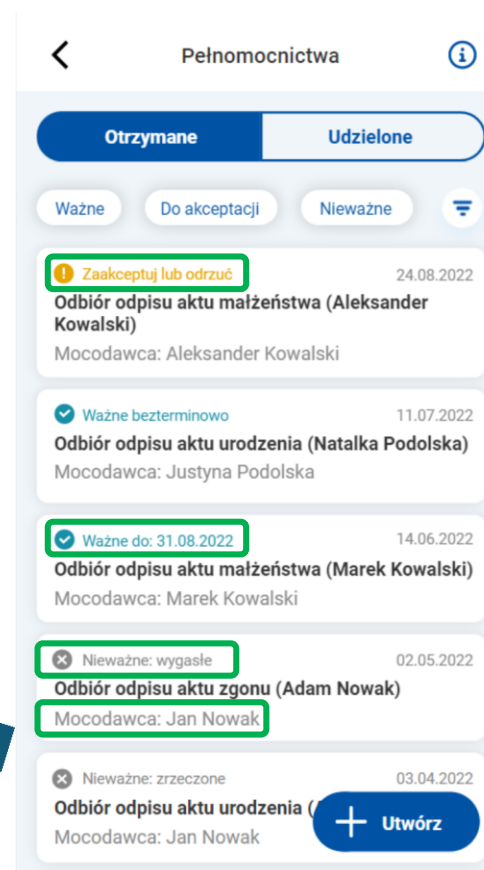 Pełnomocnictwa
Otrzymane Udzielone
Ważne Do akceptacji Nieważne
Zaakceptuj lub odrzuć 24.08.2022
Odbiór odpisu aktu małżeństwa (Aleksander
Kowalski)
Mocodawca: Aleksander Kowalski
Ważne bezterminowo 11.07.2022
Odbiór odpisu aktu urodzenia (Natalka Podolska)
Mocodawca: Justyna Podolska
Ważne do: 31.08.2022 14.06.2022
Odbiór odpisu aktu małżeństwa (Marek Kowalski)
Mocodawca: Marek Kowalski
Nieważne: wygasłe 02.05.2022
Odbiór odpisu aktu zgonu (Adam Nowak)
Mocodawca: Jan Nowak
Nieważne: zrzeczone 03.04.2022
Odbiór odpisu aktu urodzenia (
Mocodawca: Jan Nowak
Utwórz